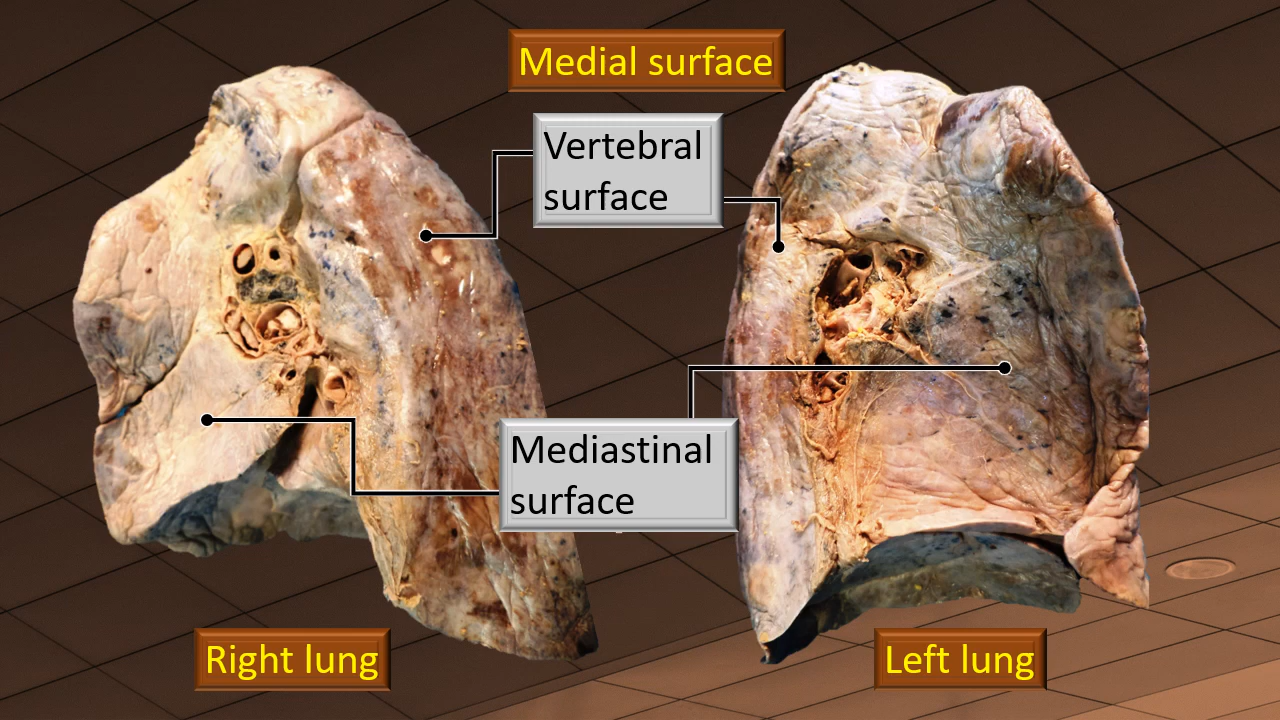 Medial surface
Vertebral
surface
Mediastinal
surface
Right lung
Left lung